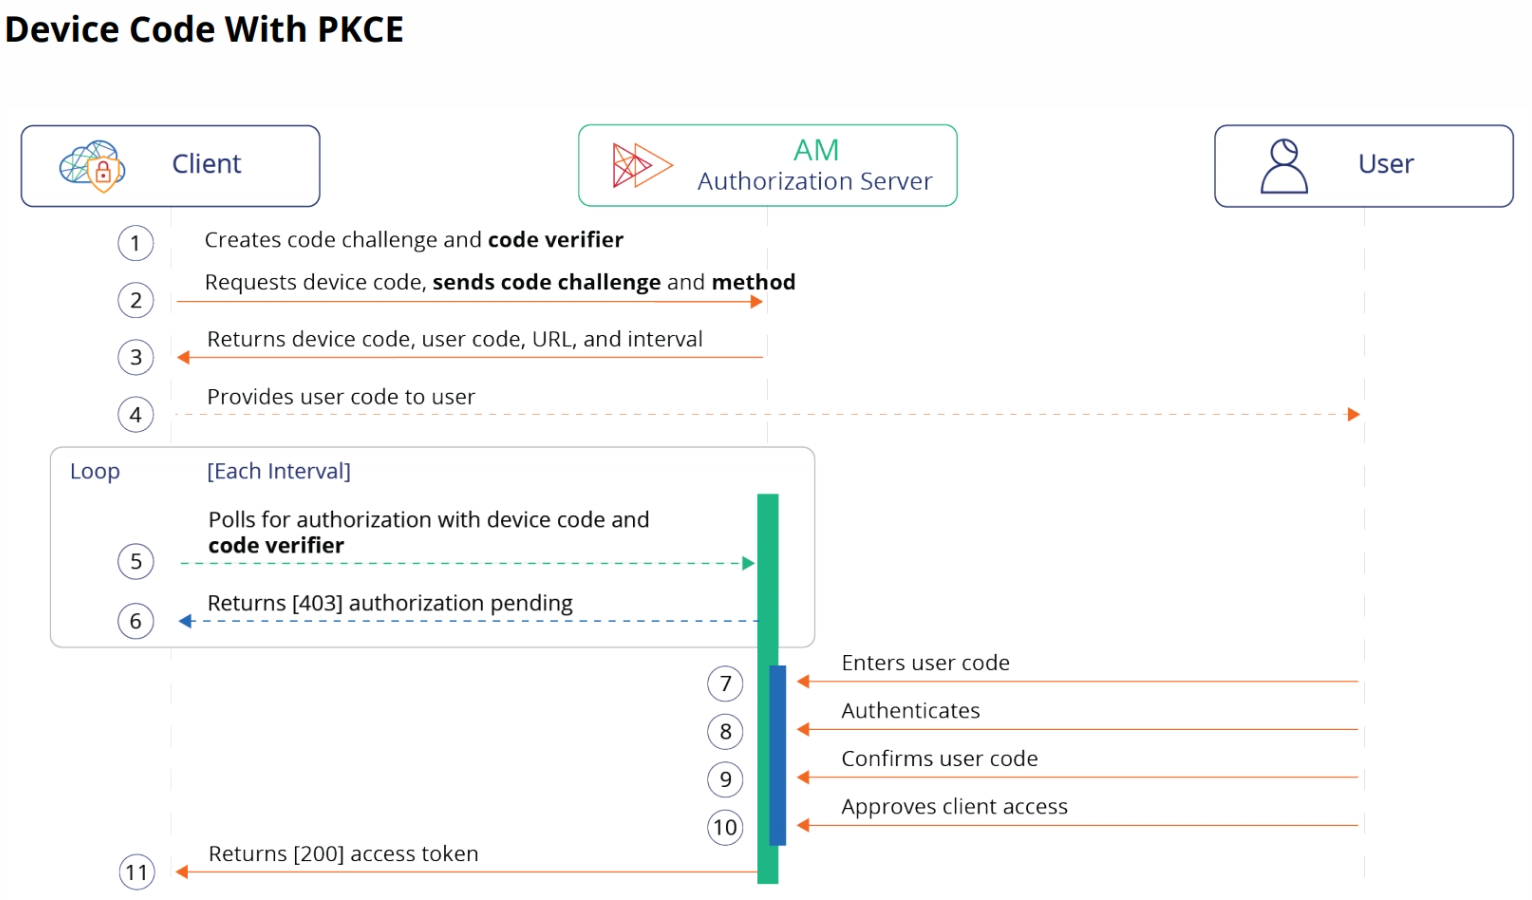 Device Code With PKCE
Client
AM
Authorization Server
User
1 Creates code challenge and code verifier
2 Requests device code, sends code challenge and method
3 Returns device code, user code, URL, and interval
4 Provides user code to user
Loop [Each Interval]
Polls for authorization with device code and
5 code verifier
6 Returns [403] authorization pending
7 Enters user code
8 Authenticates
9 Confirms user code
10 Approves client access
11 Returns [200] access token